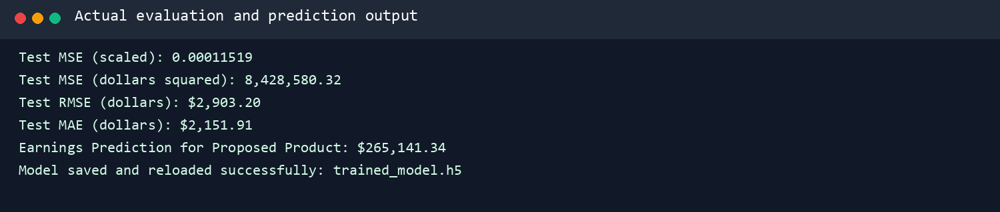 Actual evaluation and prediction output
Test MSE (scaled): 0.00011519
Test MSE (dollars squared): 8,428,580.32
Test RMSE (dollars): $2,903.20
Test MAE (dollars): $2,151.91
Earnings Prediction for Proposed Product: $265,141.34
Model saved and reloaded successfully: trained_model.h5